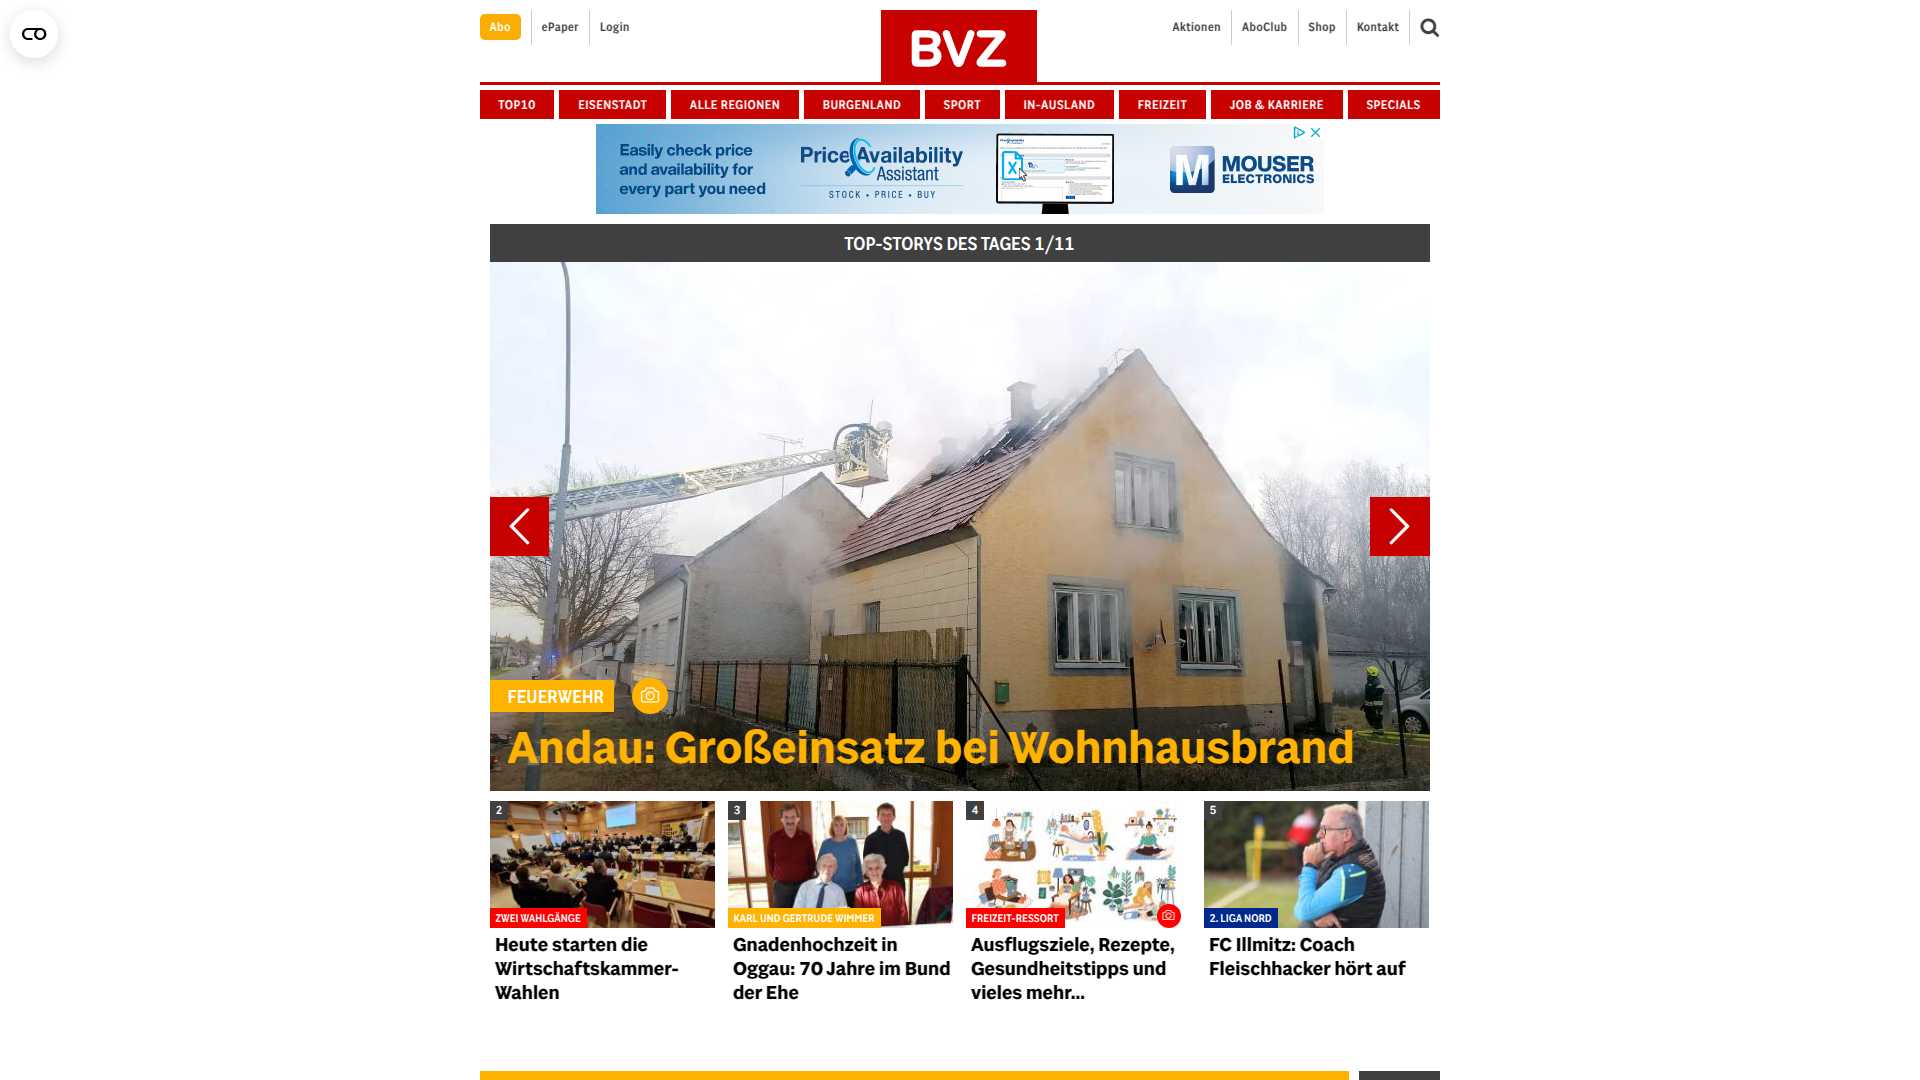 Abo
ePaper
Login
BVZ
Aktionen
AboClub
Shop
Kontakt
TOP10
EISENSTADT
ALLE REGIONEN
BURGENLAND
SPORT
IN-AUSLAND
FREIZEIT
JOB & KARRIERE
SPECIALS
Easily check price
and availability for
every part you need
Price Availability
Assistant
STOCK • PRICE • BUY
M MOUSER
ELECTRONICS
TOP-STORYS DES TAGES 1/11
FEUERWEHR
Andau: Großeinsatz bei Wohnhausbrand
2
ZWEI WAHLGÄNGE
Heute starten die
Wirtschaftskammer-
Wahlen
3
KARL UND GERTRUDE WIMMER
Gnadenhochzeit in
Oggau: 70 Jahre im Bund
der Ehe
4
FREIZEIT-RESSORT
Ausflugsziele, Rezepte,
Gesundheitstipps und
vieles mehr...
5
2. LIGA NORD
FC Illmitz: Coach
Fleischhacker hört auf